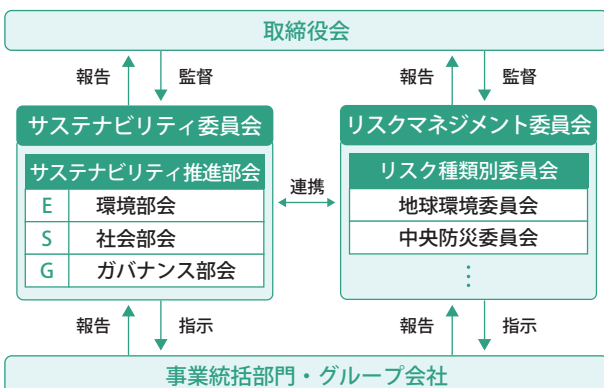 取締役会
報告 監督 報告 監督
サステナビリティ委員会
サステナビリティ推進部会
E 環境部会
S 社会部会
G ガバナンス部会
連携
リスクマネジメント委員会
リスク種類別委員会
地球環境委員会
中央防災委員会
⋮
報告 指示 報告 指示
事業統括部門・グループ会社